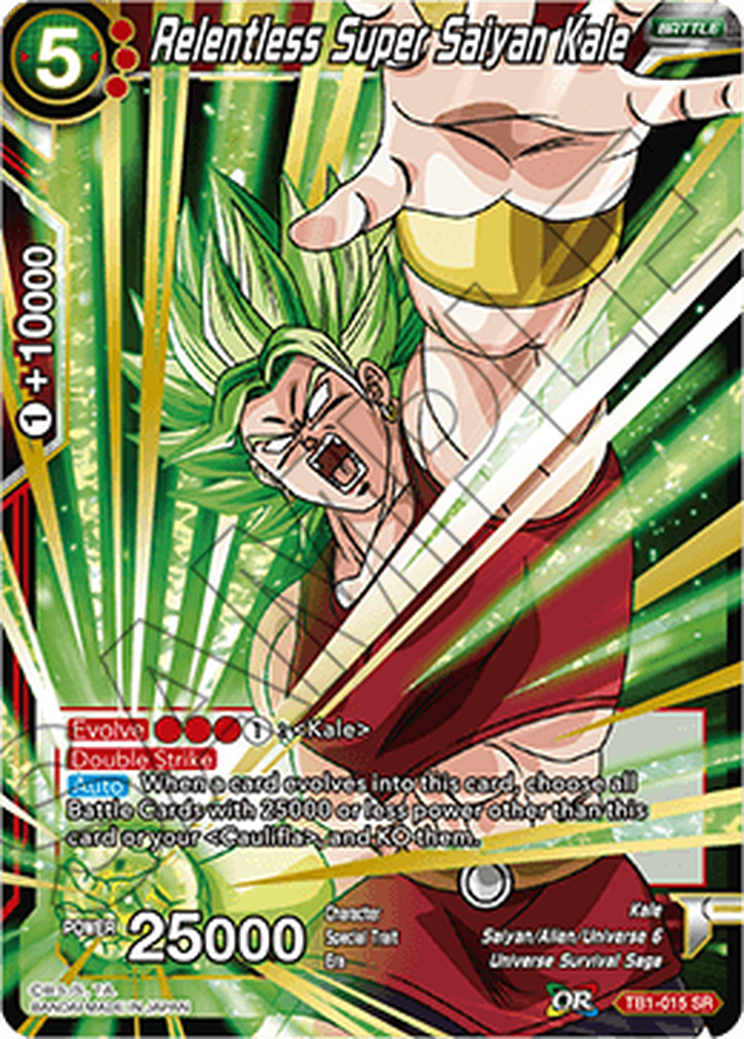 5
Relentless Super Saiyan Kale
BATTLE
1 +10000
SAMPLE
Evolve 1 : <Kale>
Double Strike
Auto When a card evolves into this card, choose all
Battle Cards with 25000 or less power other than this
card or your <Caulifla>, and KO them.
POWER 25000
Character Kale
Special Trait Saiyan/Alien/Universe 6
Era Universe Survival Saga
©B.S./S. T.A.
BANDAI MADE IN JAPAN
OR
TB1-015 SR